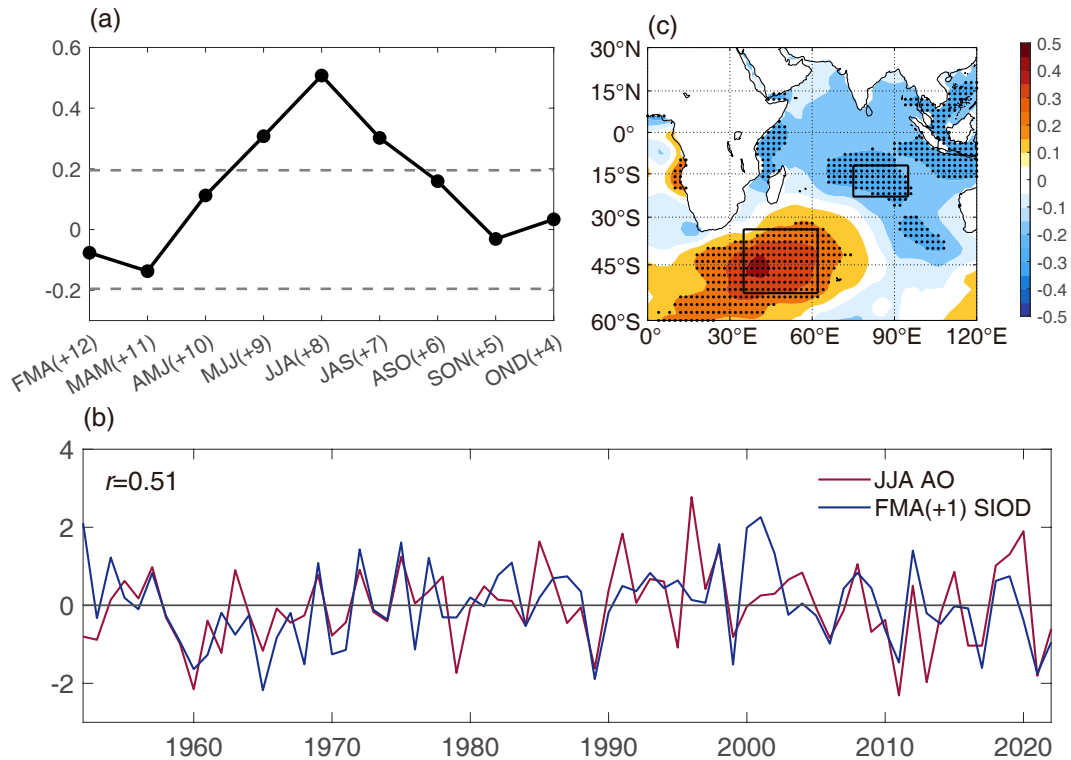 (a)
0.6
0.4
0.2
0
-0.2
FMA(+12)
MAM(+11)
AMJ(+10)
MJJ(+9)
JJA(+8)
JAS(+7)
ASO(+6)
SON(+5)
OND(+4)
(c)
30°N
15°N
0°
15°S
30°S
45°S
60°S
0°
30°E
60°E
90°E
120°E
0.5
0.4
0.3
0.2
0.1
0
-0.1
-0.2
-0.3
-0.4
-0.5
(b)
4
2
0
-2
r=0.51
JJA AO
FMA(+1) SIOD
1960
1970
1980
1990
2000
2010
2020